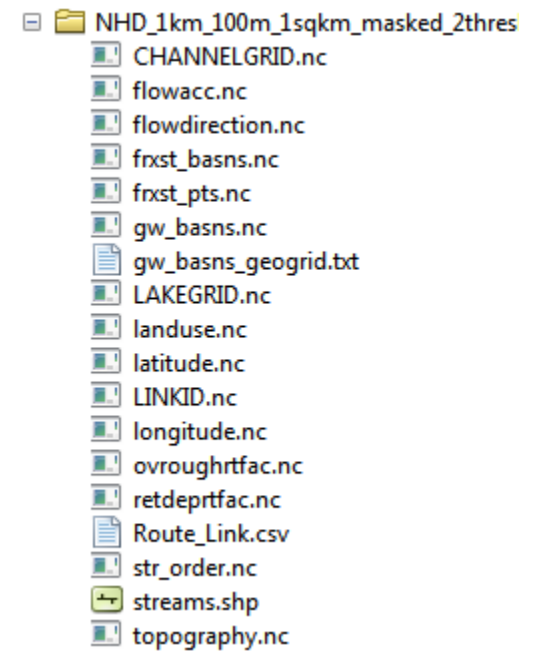 NHD_1km_100m_1sqkm_masked_2thres
CHANNELGRID.nc
flowacc.nc
flowdirection.nc
frxst_basns.nc
frxst_pts.nc
gw_basns.nc
gw_basns_geogrid.txt
LAKEGRID.nc
landuse.nc
latitude.nc
LINKID.nc
longitude.nc
ovroughrtfac.nc
retdeprtfac.nc
Route_Link.csv
str_order.nc
streams.shp
topography.nc